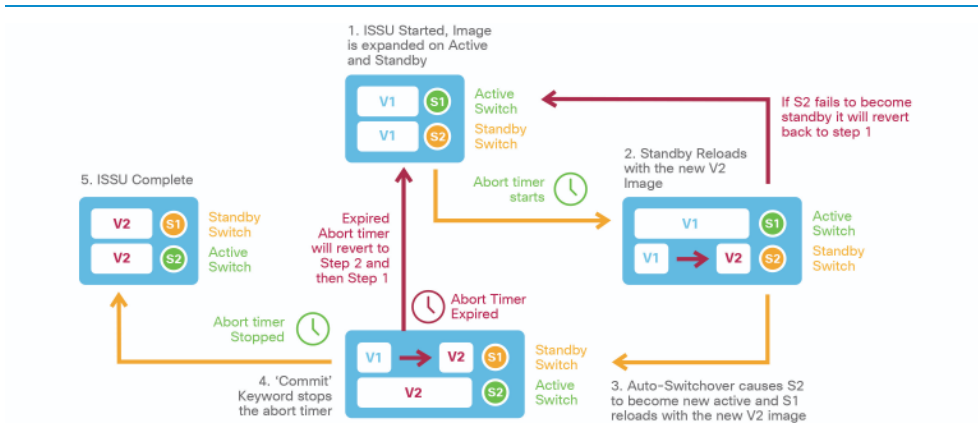 1. ISSU Started, Image
is expanded on Active
and Standby
V1 S1 Active
Switch
V1 S2 Standby
Switch
If S2 fails to become
standby it will revert
back to step 1
Abort timer
starts
2. Standby Reloads
with the new V2
Image
V1 S1 Active
Switch
V1 V2 S2 Standby
Switch
3. Auto-Switchover causes S2
to become new active and S1
reloads with the new V2 image
Expired
Abort timer
will revert to
Step 2 and
then Step 1
Abort Timer
Expired
V1 V2 S1 Standby
Switch
V2 S2 Active
Switch
4. 'Commit'
Keyword stops
the abort timer
Abort timer
Stopped
5. ISSU Complete
V2 S1 Standby
Switch
V2 S2 Active
Switch